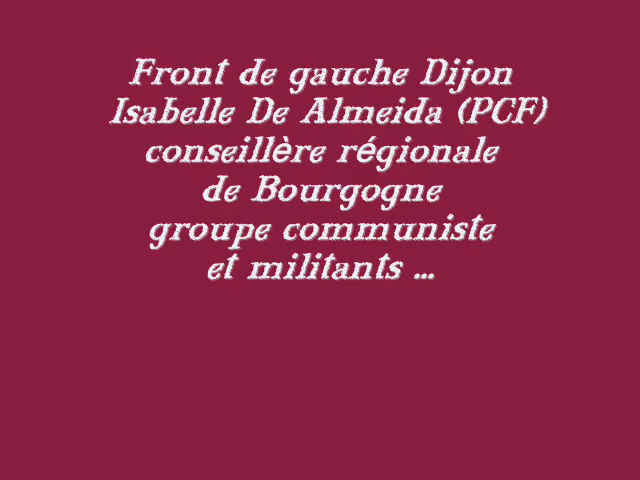 Front de gauche Dijon
Isabelle De Almeida (PCF)
conseillère régionale
de Bourgogne
groupe communiste
et militants ...